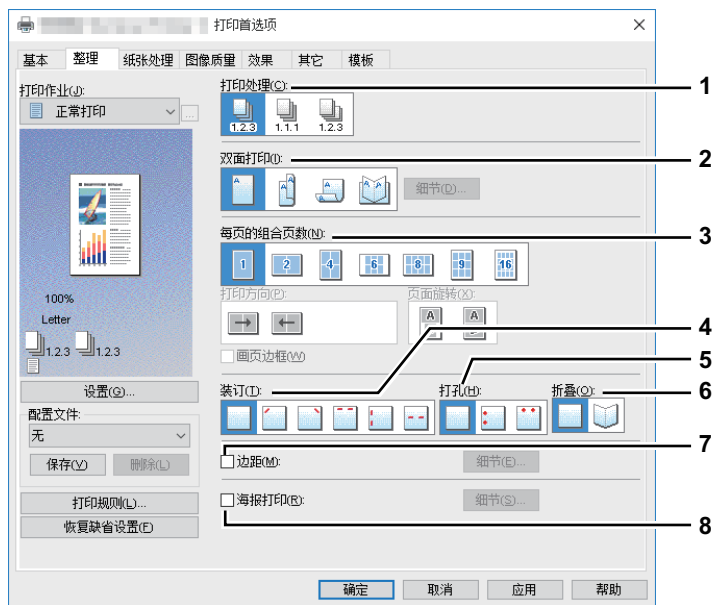 打印首选项
基本 整理 纸张处理 图像质量 效果 其它 模板
打印作业(J):
正常打印
...
100%
Letter
1.2.3 1.2.3
设置(G)...
配置文件:
无
保存(V) 删除(L)
打印规则(L)...
恢复缺省设置(F)
打印处理(C):
1.2.3 1.1.1 1.2.3
1
双面打印(I):
A A A A A
细节(D)...
2
每页的组合页数(N):
1 2 4 6 8 9 16
3
打印方向(P):
画页边框(W)
页面旋转(X):
A A
装订(T):
4
打孔(H):
5
折叠(O):
6
边距(M):
细节(E)...
7
海报打印(R):
细节(S)...
8
确定 取消 应用 帮助